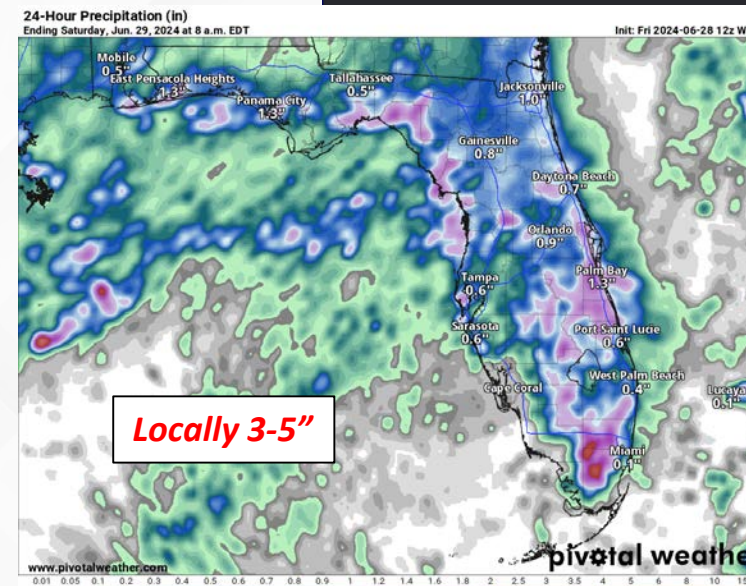 24-Hour Precipitation (in)
Ending Saturday, Jun. 29, 2024 at 8 a.m. EDT
Init: Fri 2024-06-28 12z
Mobile
0.5"
East Pensacola Heights
1.3"
Panama City
1.3"
Tallahassee
0.5"
Jacksonville
1.0"
Gainesville
0.8"
Daytona Beach
0.7"
Orlando
0.9"
Palm Bay
1.3"
Tampa
0.6"
Sarasota
0.6"
Port Saint Lucie
0.6"
West Palm Beach
0.4"
Cape Coral
Lucaya
0.1"
Miami
0.1"
Locally 3-5”
www.pivotalweather.com
pivotal weathe
0.01 0.05 0.1 0.2 0.3 0.4 0.5 0.6 0.7 0.8 0.9 1 1.2 1.4 1.6 1.8 2 2.5 3 3.5 4 10